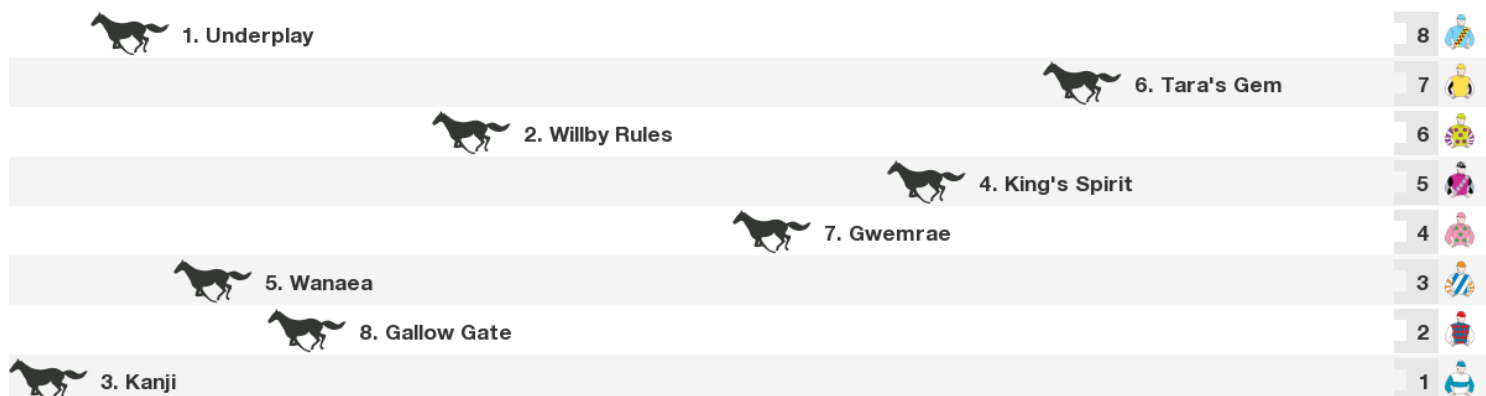 1. Underplay 8
6. Tara's Gem 7
2. Willby Rules 6
4. King's Spirit 5
7. Gwemrae 4
5. Wanaea 3
8. Gallow Gate 2
3. Kanji 1